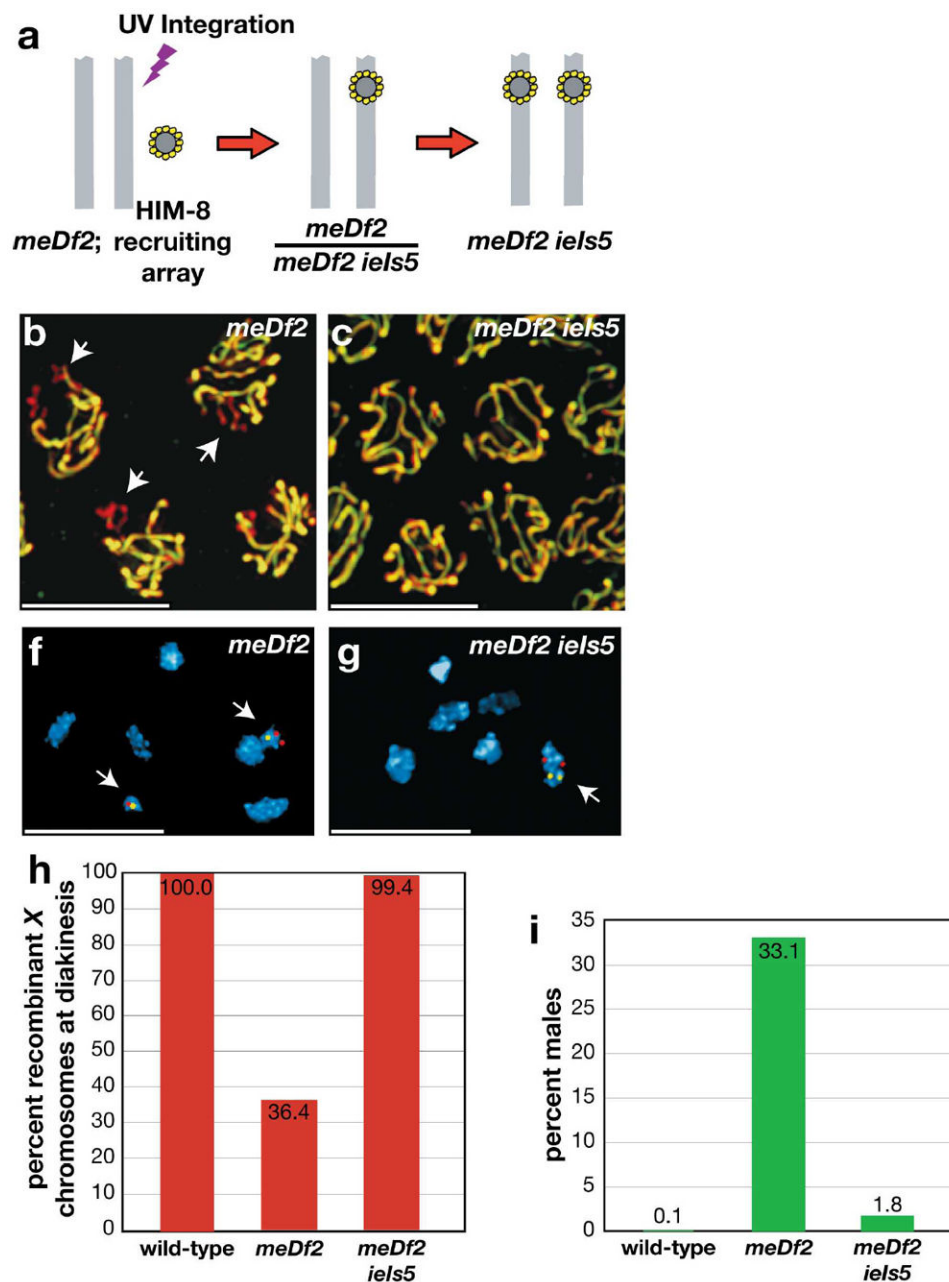 a
UV Integration
meDf2;
HIM-8
recruiting
array
meDf2
meDf2 ieIs5
meDf2 ieIs5
b
meDf2
c
meDf2 ieIs5
f
meDf2
g
meDf2 ieIs5
h
percent recombinant X
chromosomes at diakinesis
100
90
80
70
60
50
40
30
20
10
0
100.0
36.4
99.4
wild-type
meDf2
meDf2
ieIs5
i
percent males
35
30
25
20
15
10
5
0
0.1
33.1
1.8
wild-type
meDf2
meDf2
ieIs5